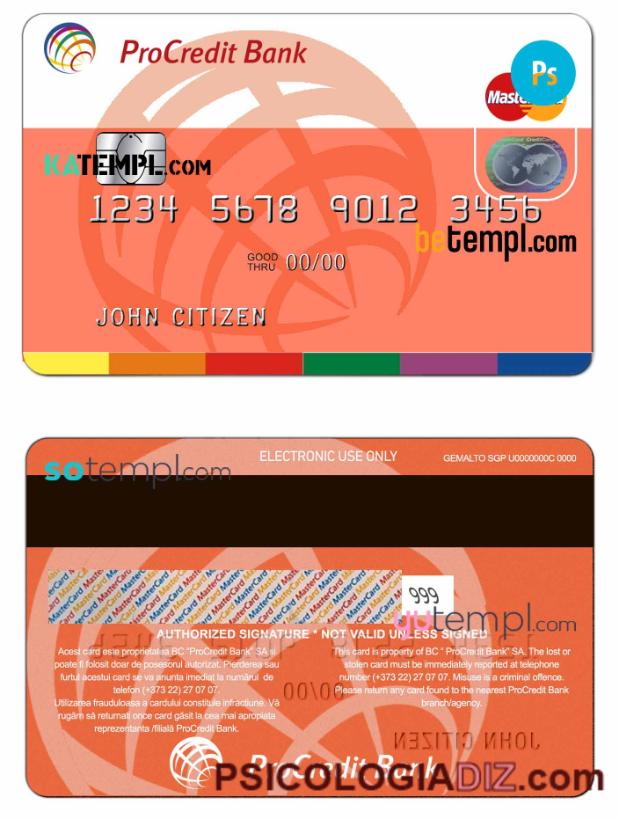 ProCredit Bank
Ps
KATEMPL.COM
1234 5678 9012 3456
betempl.com
GOOD THRU 00/00
JOHN CITIZEN
sotempl.com
ELECTRONIC USE ONLY
GEMALTO SGP U0000000C 0000
999
templ.com
AUTHORIZED SIGNATURE * NOT VALID UNLESS SIGNED
Acest card este proprietatea BC "ProCredit Bank" SA și
poate fi folosit doar de posesorul autorizat. Pierderea sau
furtul acestui card se va anunța imediat la numărul de
telefon (+373 22) 27 07 07.
Utilizarea frauduloasa a cardului constituie infracțiune. Vă
rugăm să returnati once card găsit la cea mai apropiata
reprezentanta /filială ProCredit Bank.
This card is property of BC " ProCredit Bank" SA. The lost or
stolen card must be immediately reported at telephone
number (+373 22) 27 07 07. Misuse is a criminal offence.
Please return any card found to the nearest ProCredit Bank
branch/agency.
00/00
JOHN CITIZEN
ProCredit Bank
PSICOLOGIADIZ.com